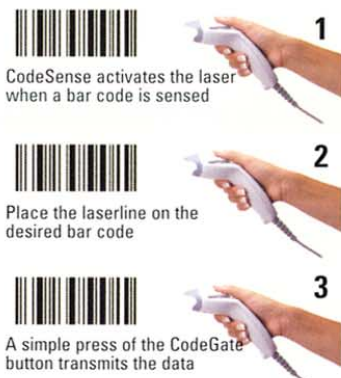 1
CodeSense activates the laser
when a bar code is sensed
2
Place the laserline on the
desired bar code
3
A simple press of the CodeGate
button transmits the data